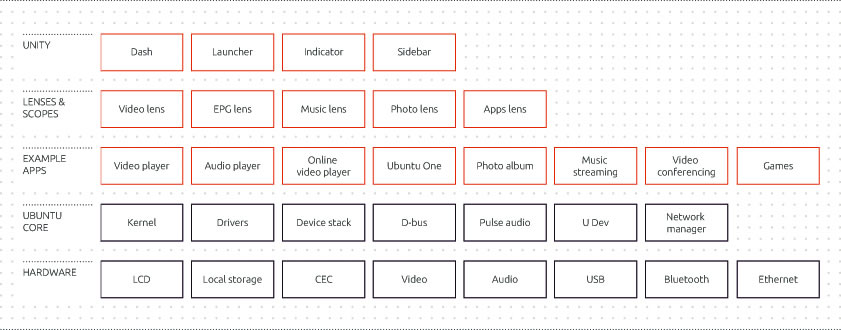 UNITY
Dash
Launcher
Indicator
Sidebar
LENSES &
SCOPES
Video lens
EPG lens
Music lens
Photo lens
Apps lens
EXAMPLE
APPS
Video player
Audio player
Online
video player
Ubuntu One
Photo album
Music
streaming
Video
conferencing
Games
UBUNTU
CORE
Kernel
Drivers
Device stack
D-bus
Pulse audio
U Dev
Network
manager
HARDWARE
LCD
Local storage
CEC
Video
Audio
USB
Bluetooth
Ethernet